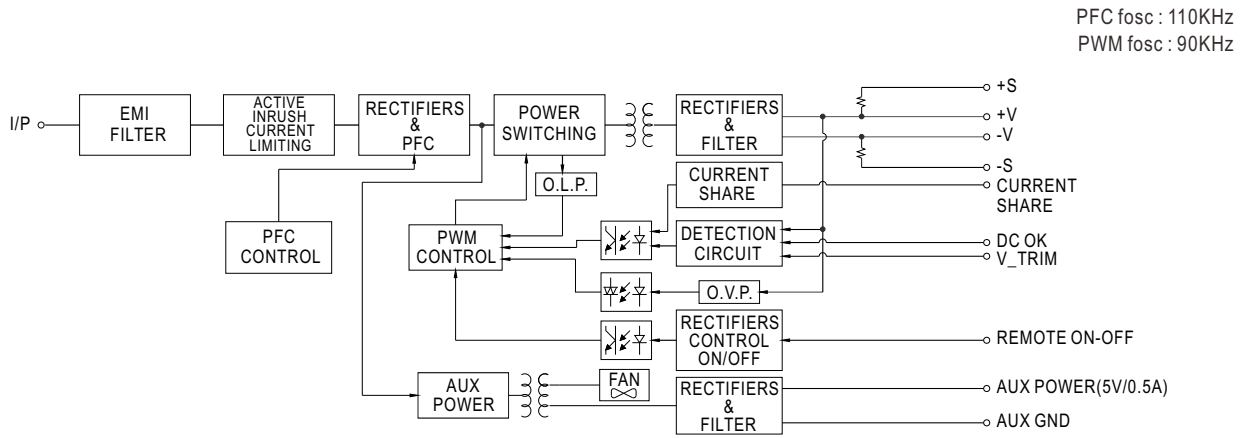 PFC fosc : 110KHz
PWM fosc : 90KHz
I/P
EMI
FILTER
ACTIVE
INRUSH
CURRENT
LIMITING
RECTIFIERS
&
PFC
POWER
SWITCHING
RECTIFIERS
&
FILTER
+S
+V
-V
-S
O.L.P.
CURRENT
SHARE
CURRENT
SHARE
PFC
CONTROL
PWM
CONTROL
DETECTION
CIRCUIT
DC OK
V_TRIM
O.V.P.
RECTIFIERS
CONTROL
ON/OFF
REMOTE ON-OFF
AUX
POWER
FAN
RECTIFIERS
&
FILTER
AUX POWER(5V/0.5A)
AUX GND